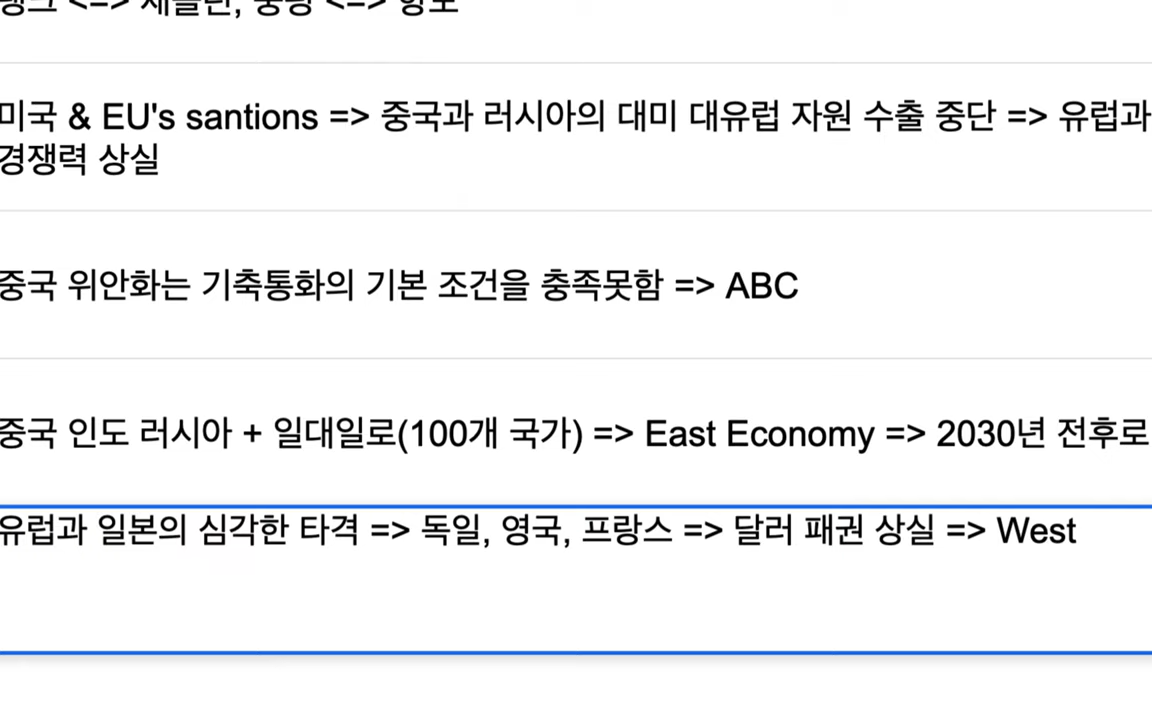 <=> 제블린, <=>
미국 & EU's santions => 중국과 러시아의 대미 대유럽 자원 수출 중단 => 유럽과
경쟁력 상실
중국 위안화는 기축통화의 기본 조건을 충족못함 => ABC
중국 인도 러시아 + 일대일로(100개 국가) => East Economy => 2030년 전후로
유럽과 일본의 심각한 타격 => 독일, 영국, 프랑스 => 달러 패권 상실 => West